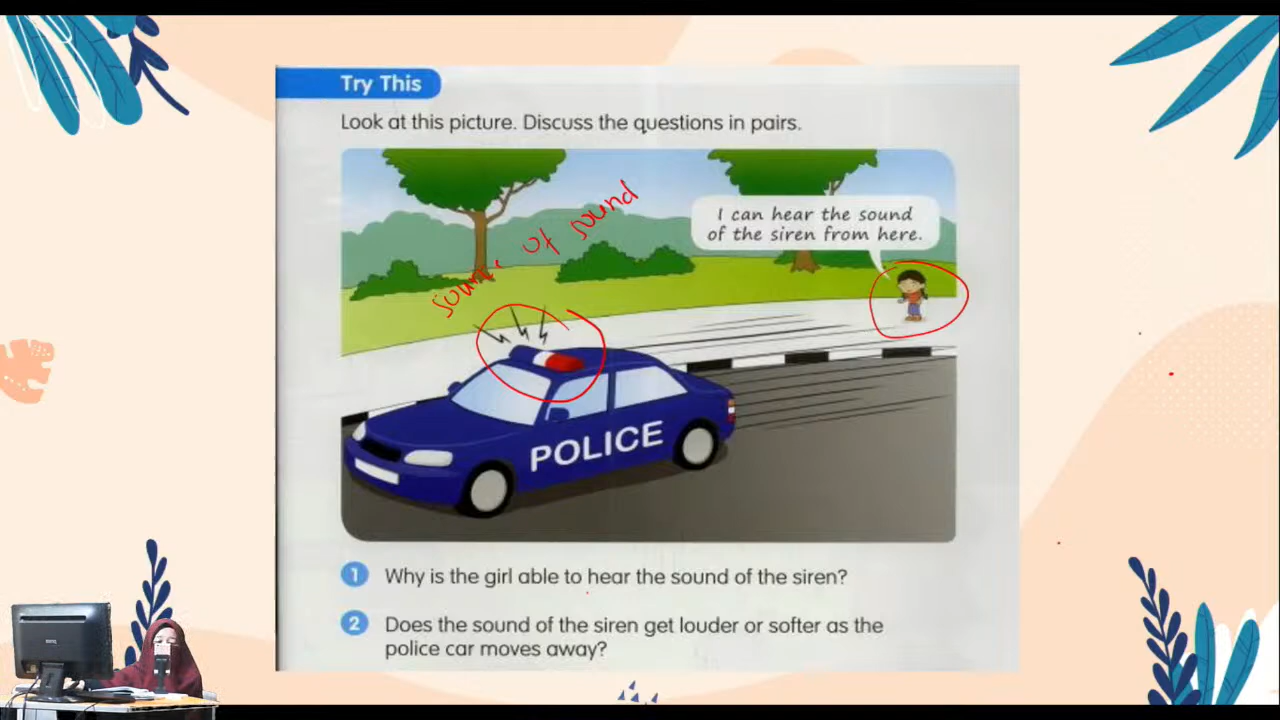 Try This
Look at this picture. Discuss the questions in pairs.
I can hear the sound
of the siren from here.
source of sound
POLICE
1 Why is the girl able to hear the sound of the siren?
2 Does the sound of the siren get louder or softer as the
police car moves away?